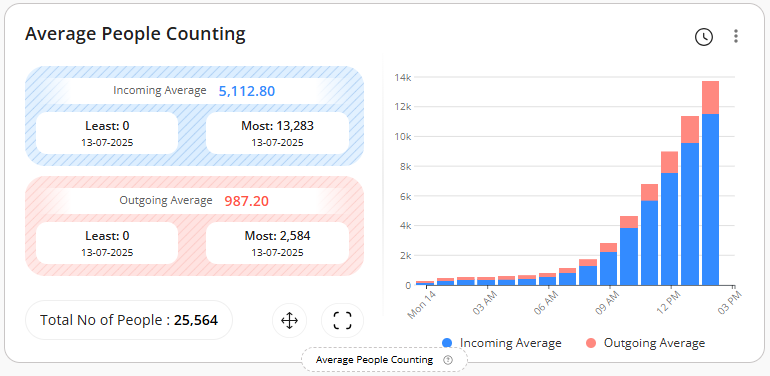 Average People Counting
Incoming Average 5,112.80
Least: 0
13-07-2025
Most: 13,283
13-07-2025
Outgoing Average 987.20
Least: 0
13-07-2025
Most: 2,584
13-07-2025
Total No of People : 25,564
14k
12k
10k
8k
6k
4k
2k
0
Mon 14
03 AM
06 AM
09 AM
12 PM
03 PM
Incoming Average
Outgoing Average
Average People Counting ?